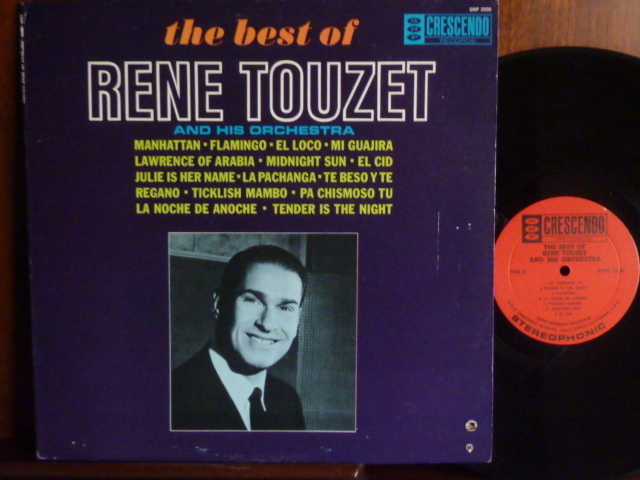 the best of
RENE TOUZET
AND HIS ORCHESTRA
MANHATTAN • FLAMINGO • EL LOCO • MI GUAJIRA
LAWRENCE OF ARABIA • MIDNIGHT SUN • EL CID
JULIE IS HER NAME • LA PACHANGA • TE BESO Y TE
REGANO • TICKLISH MAMBO • PA CHISMOSO TU
LA NOCHE DE ANOCHE • TENDER IS THE NIGHT
GNP
CRESCENDO
RECORDS
CRESCENDO
THE BEST OF
RENE TOUZET
AND HIS ORCHESTRA
STEREOPHONIC